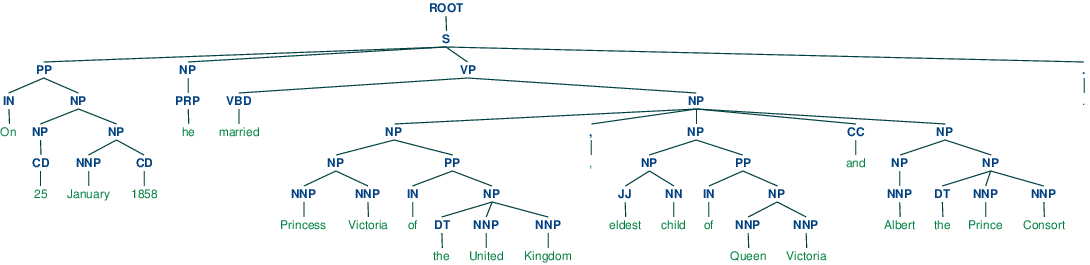 ROOT
S
PP NP VP .
IN NP PRP VBD NP .
On NP NP he married NP , NP CC NP
CD NNP CD NP PP , NP PP and NP NP
25 January 1858 NNP NNP IN NP JJ NN IN NP NNP DT NNP NNP
Princess Victoria of DT NNP NNP eldest child of NNP NNP Albert the Prince Consort
the United Kingdom Queen Victoria